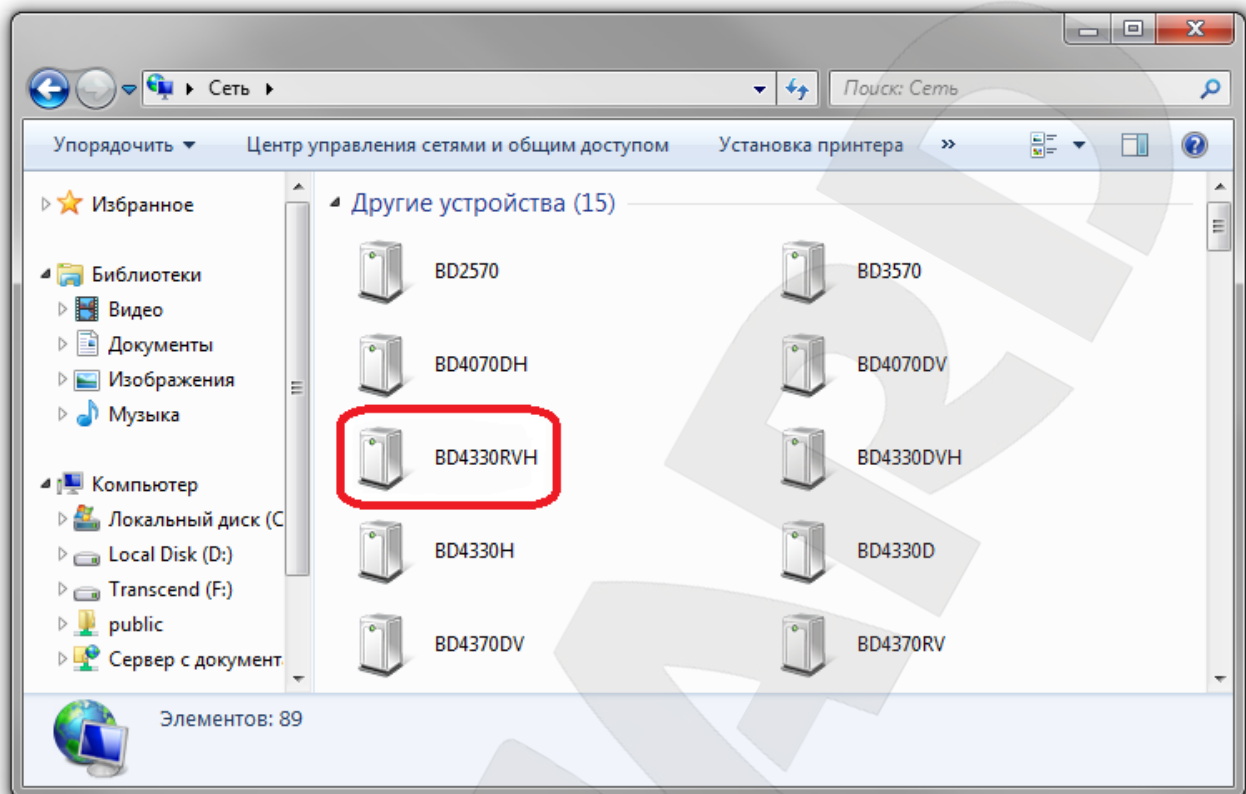 Сеть
Поиск: Сеть
Упорядочить Центр управления сетями и общим доступом Установка принтера »
Избранное
Библиотеки
Видео
Документы
Изображения
Музыка
Компьютер
Локальный диск (C
Local Disk (D:)
Transcend (F:)
public
Сервер с документ
Другие устройства (15)
BD2570 BD3570
BD4070DH BD4070DV
BD4330RVH BD4330DVH
BD4330H BD4330D
BD4370DV BD4370RV
Элементов: 89